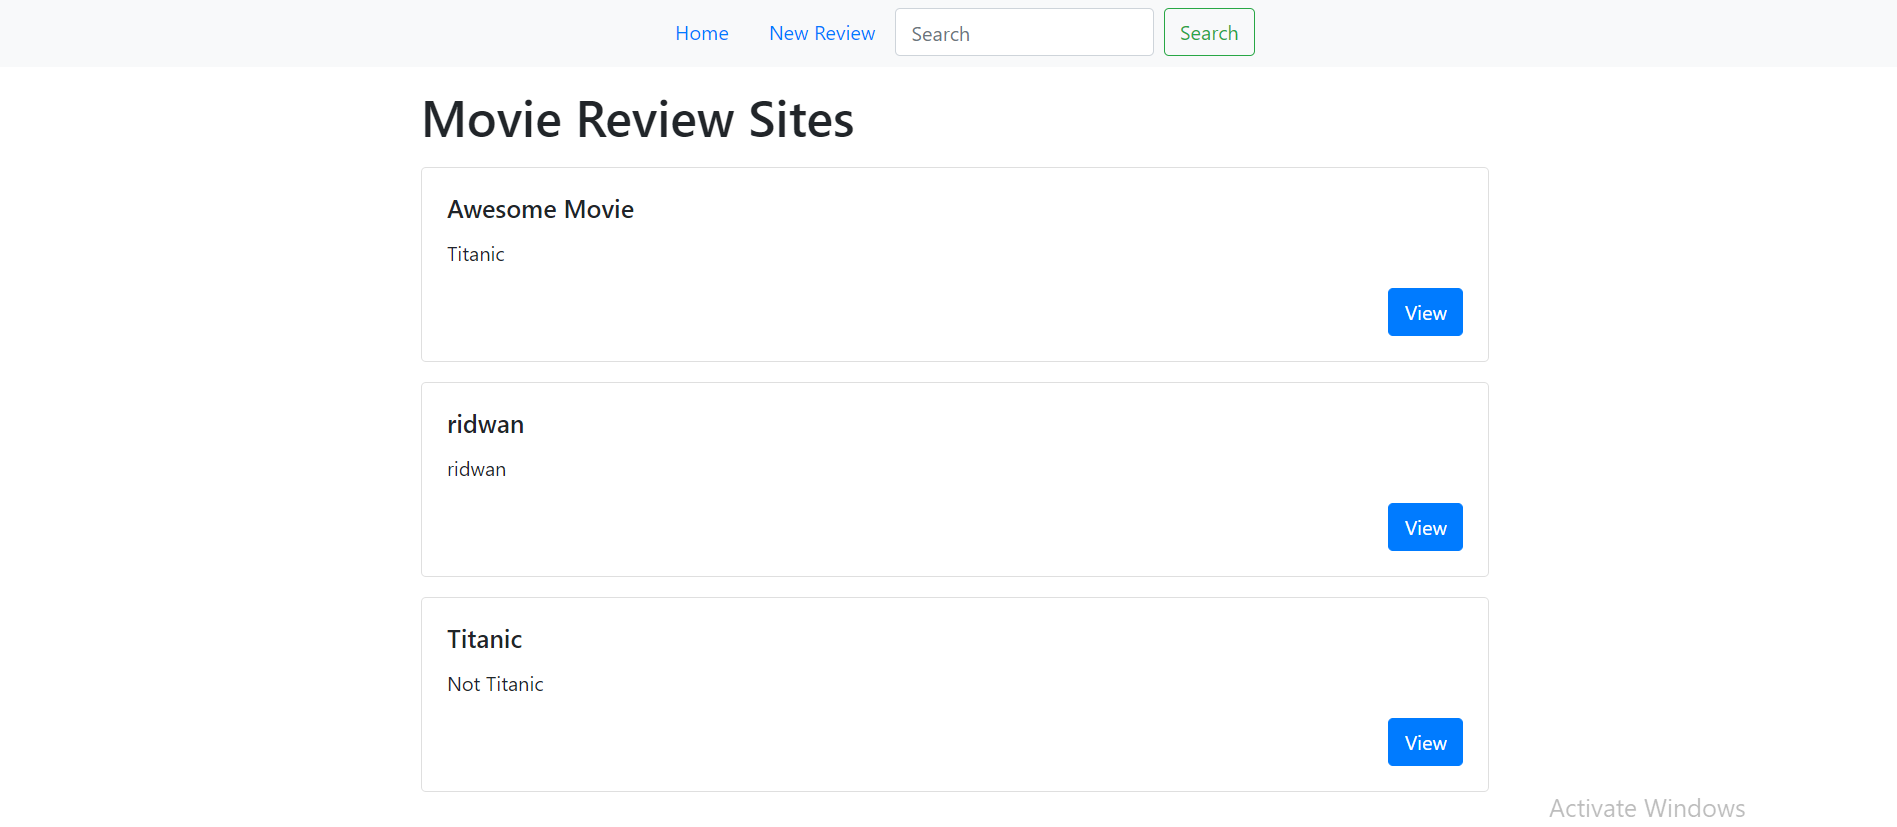 Home New Review Search Search
Movie Review Sites
Awesome Movie
Titanic
View
ridwan
ridwan
View
Titanic
Not Titanic
View
Activate Windows